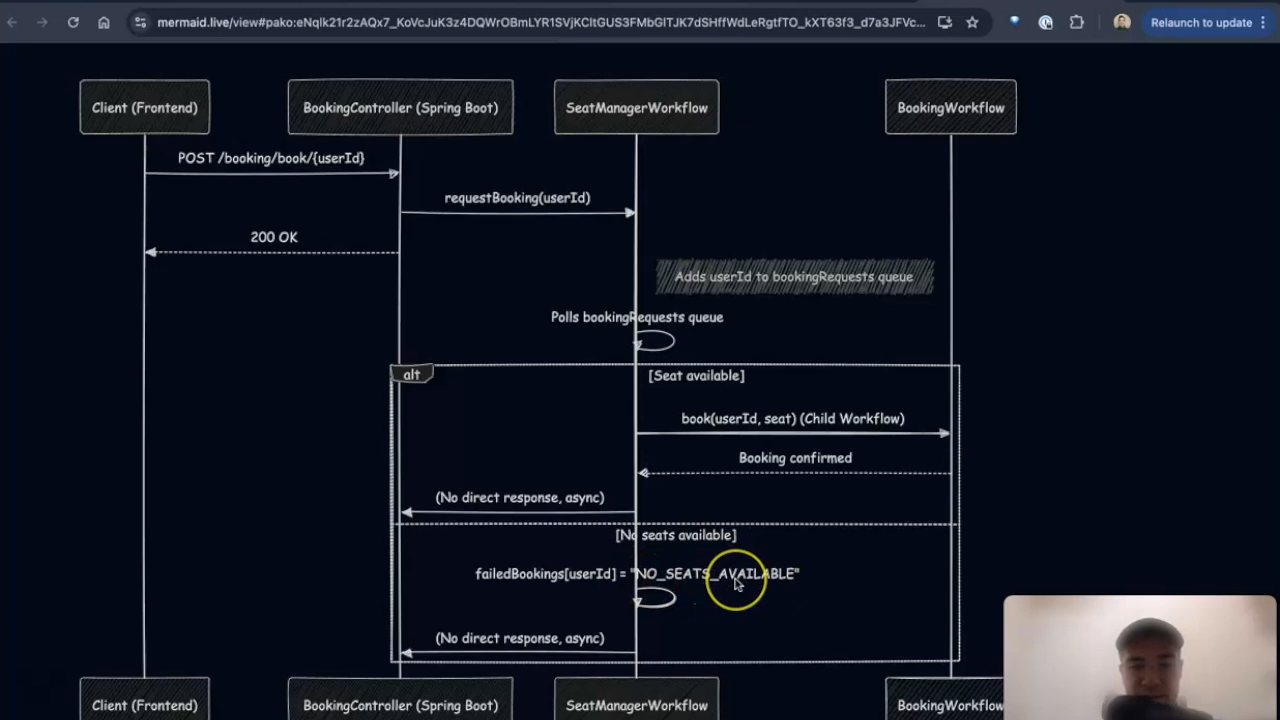 mermaid.live/view#pako:eNqlk21r2zAQx7_KoVcJuK3z4DQWrOBmLYR1SVjKCltGUS3FMbGlTJK7dSHffWdLeRgtfTO_kXT63f3_d7a3JFVc...
Relaunch to update
Client (Frontend)
BookingController (Spring Boot)
SeatManagerWorkflow
BookingWorkflow
POST /booking/book/{userId}
requestBooking(userId)
200 OK
Adds userId to bookingRequests queue
Polls bookingRequests queue
alt
[Seat available]
book(userId, seat) (Child Workflow)
Booking confirmed
(No direct response, async)
[No seats available]
failedBookings[userId] = "NO_SEATS_AVAILABLE"
(No direct response, async)
Client (Frontend)
BookingController (Spring Boot)
SeatManagerWorkflow
BookingWorkflow